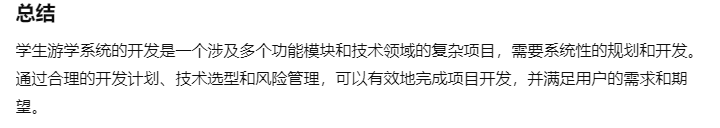 总结
学生游学系统的开发是一个涉及多个功能模块和技术领域的复杂项目，需要系统性的规划和开发。
通过合理的开发计划、技术选型和风险管理，可以有效地完成项目开发，并满足用户的需求和期
望。